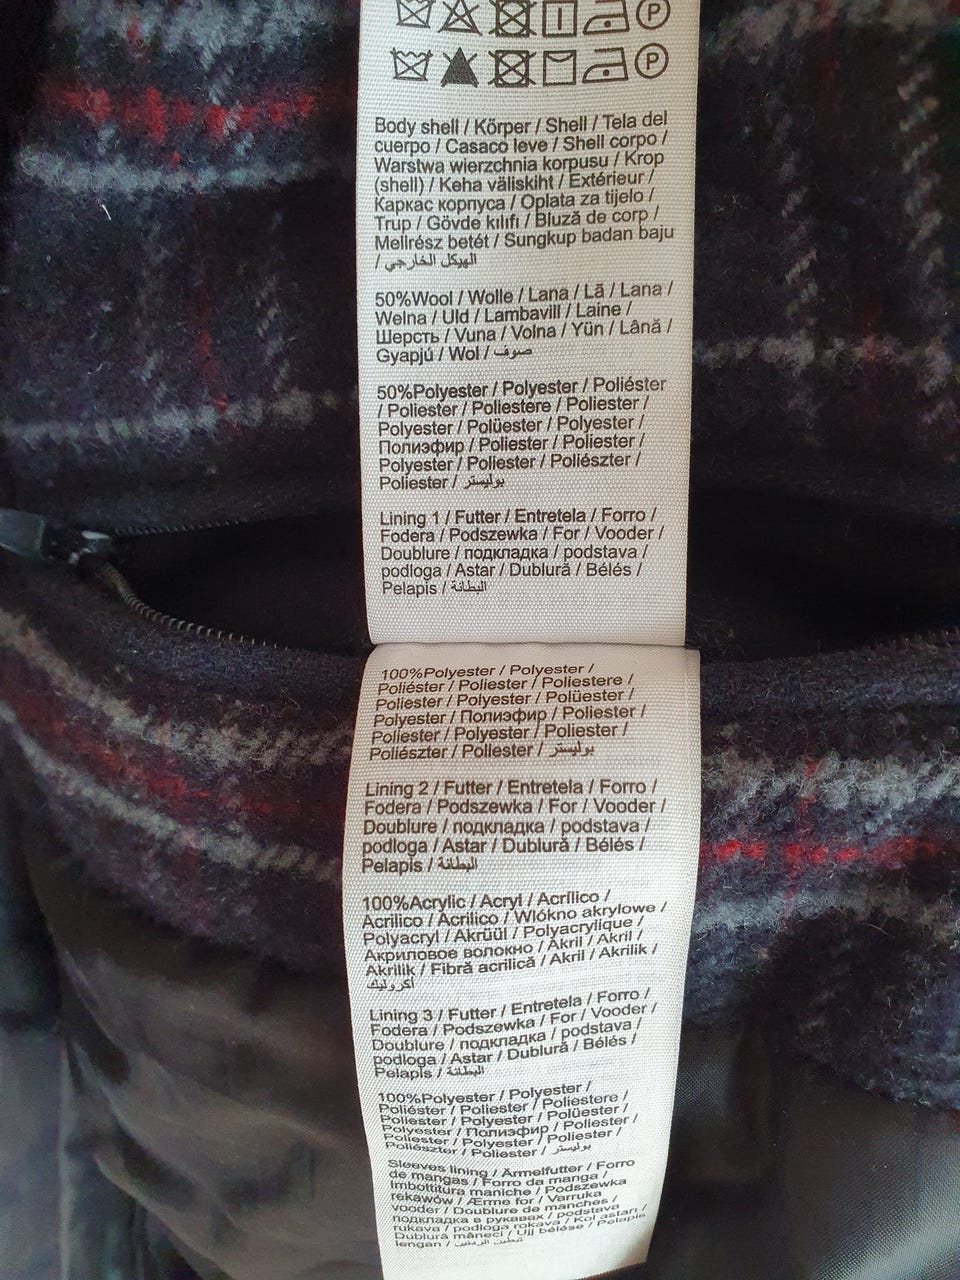 P
P
Body shell / Körper / Shell / Tela del
cuerpo / Casaco leve / Shell corpo /
Warstwa wierzchnia korpusu / Krop
(shell) / Keha väliskiht / Extérieur /
Каркас корпуса / Oplata za tijelo /
Trup / Gövde kılıfı / Bluză de corp /
Mellrész betét / Sungkup badan baju
/ الهيكل الخارجي
50%Wool / Wolle / Lana / Lã / Lana /
Welna / Uld / Lambavill / Laine /
Шерсть / Vuna / Volna / Yün / Lână /
Gyapjú / Wol / صوف
50%Polyester / Polyester / Poliéster
/ Poliester / Poliestere / Poliester /
Polyester / Polüester / Polyester /
Полиэфир / Poliester / Poliester /
Polyester / Poliester / Poliészter /
Poliester / بوليستر
Lining 1 / Futter / Entretela / Forro /
Fodera / Podszewka / For / Vooder /
Doublure / подкладка / podstava /
podloga / Astar / Dublură / Bélés /
Pelapis / البطانة
100%Polyester / Polyester /
Poliéster / Poliester / Poliestere /
Poliester / Polyester / Polüester /
Polyester / Полиэфир / Poliester /
Poliester / Polyester / Poliester /
Poliészter / Poliester / بوليستر
Lining 2 / Futter / Entretela / Forro /
Fodera / Podszewka / For / Vooder /
Doublure / подкладка / podstava /
podloga / Astar / Dublură / Bélés /
Pelapis / البطانة
100%Acrylic / Acryl / Acrílico /
Acrilico / Acrilico / Wlókno akrylowe /
Polyacryl / Akrüül / Polyacrylique /
Акриловое волокно / Akril / Akril /
Akrilik / Fibră acrilică / Akril / Akrilik /
أكروليك
Lining 3 / Futter / Entretela / Forro /
Fodera / Podszewka / For / Vooder /
Doublure / подкладка / podstava /
podloga / Astar / Dublură / Bélés /
Pelapis / البطانة
100%Polyester / Polyester /
Poliéster / Poliester / Poliestere /
Poliester / Polyester / Polüester /
Polyester / Полиэфир / Poliester /
Poliester / Polyester / Poliester /
Poliészter / Poliester / بوليستر
Sleeves lining / Ärmelfutter / Forro
de mangas / Forro da manga /
Imbottitura maniche / Podszewka
rekawów / Ærme for / Varruka
vooder / Doublure de manches /
подкладка в рукавах / podstava
rukava / podloga rokava / Kol astari /
Dublură mâneci / Ujj bélése / Pelapis
lengan /